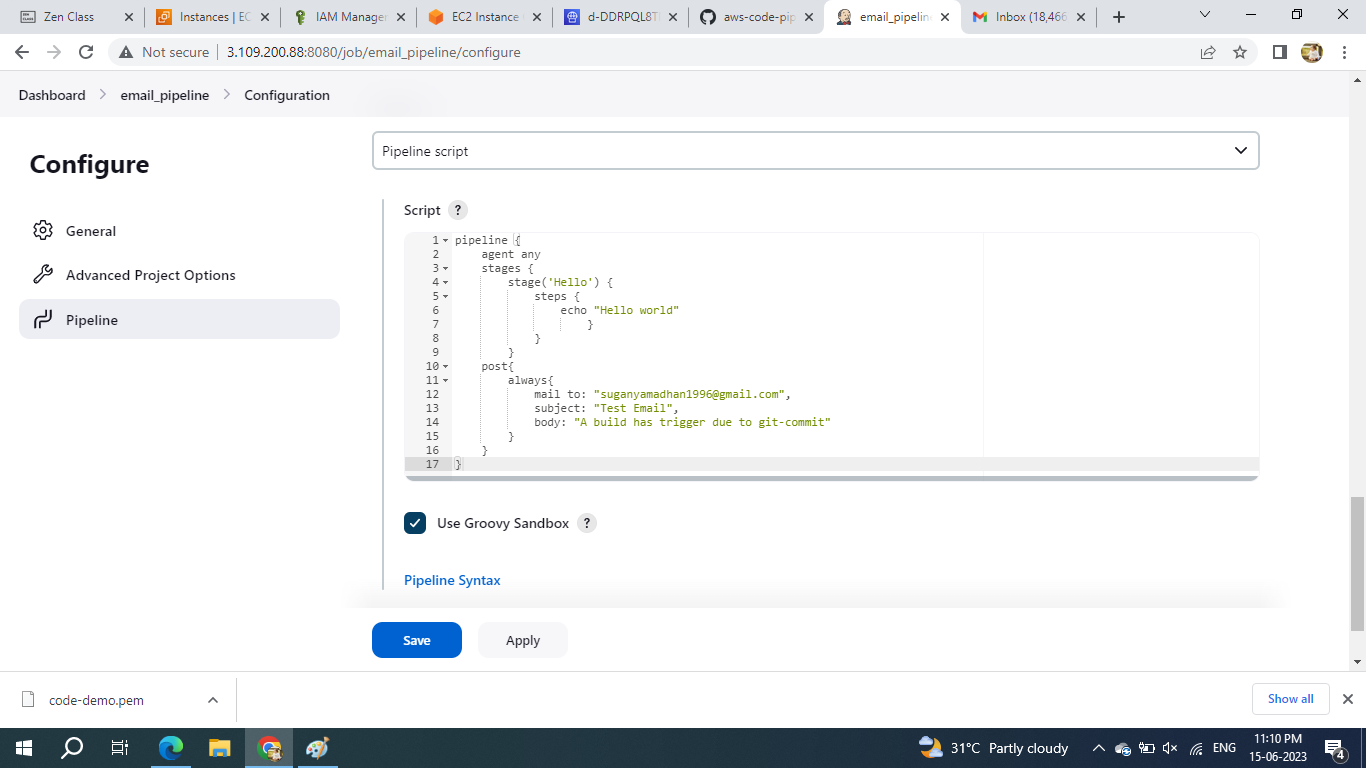 Zen Class
Instances | EC
IAM Manage
EC2 Instance
d-DDRPQL8T
aws-code-pip
email_pipelin
Inbox (18,466
Not secure
3.109.200.88:8080/job/email_pipeline/configure
Dashboard
email_pipeline
Configuration
Configure
General
Advanced Project Options
Pipeline
Pipeline script
Script ?
1 pipeline {
2 agent any
3 stages {
4 stage('Hello') {
5 steps {
6 echo "Hello world"
7 }
8 }
9 }
10 post{
11 always{
12 mail to: "suganyamadhan1996@gmail.com",
13 subject: "Test Email",
14 body: "A build has trigger due to git-commit"
15 }
16 }
17 }
Use Groovy Sandbox ?
Pipeline Syntax
Save
Apply
code-demo.pem
Show all
31°C Partly cloudy
ENG
11:10 PM
15-06-2023
4